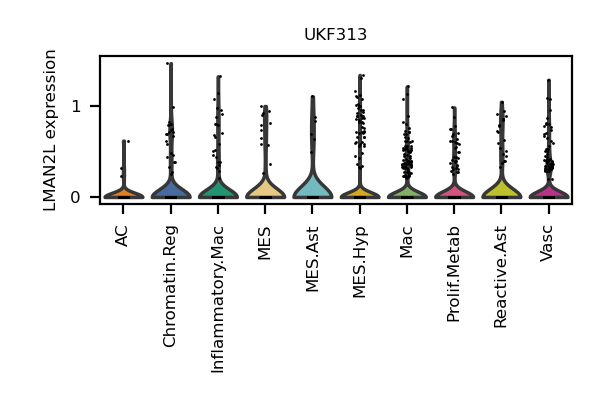 UKF313
LMAN2L expression
1
0
AC
Chromatin.Reg
Inflammatory.Mac
MES
MES.Ast
MES.Hyp
Mac
Prolif.Metab
Reactive.Ast
Vasc